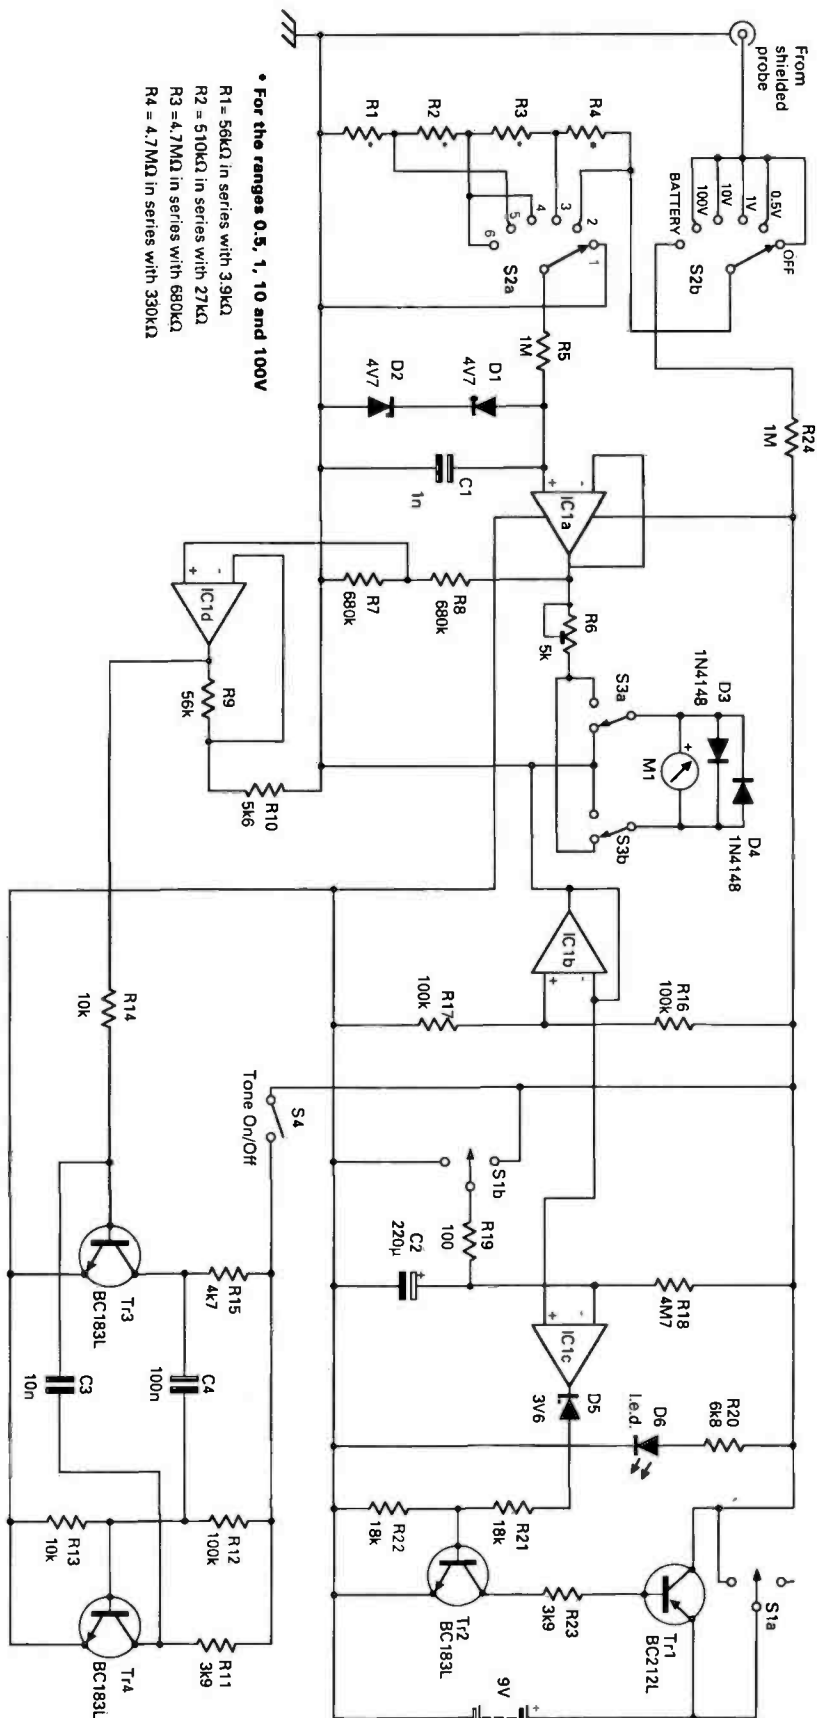 From
shielded
probe
0.5V
1V
10V
100V
BATTERY
OFF
S2b
R24
1M
R1
*
R2
*
R3
*
R4
*
1
2
3
4
5
6
S2a
R5
1M
D1
4V7
D2
4V7
C1
1n
* For the ranges 0.5, 1, 10 and 100V
R1= 56kΩ in series with 3.9kΩ
R2 = 510kΩ in series with 27kΩ
R3 =4.7MΩ in series with 680kΩ
R4 = 4.7MΩ in series with 330kΩ
IC1a
+
-
R8
680k
R7
680k
IC1d
+
-
R9
56k
R10
5k6
R6
5k
S3a
S3b
M1
+
D3
1N4148
D4
1N4148
IC1b
+
-
R16
100k
R17
100k
R14
10k
S4
Tone On/Off
S1b
R19
100
C2
220μ
+
R18
4M7
IC1c
+
-
D5
3V6
D6
l.e.d.
R20
6k8
R21
18k
R22
18k
Tr2
BC183L
R23
3k9
Tr1
BC212L
S1a
9V
+
Tr3
BC183L
R15
4k7
C4
100n
C3
10n
R12
100k
R13
10k
Tr4
BC183L
R11
3k9